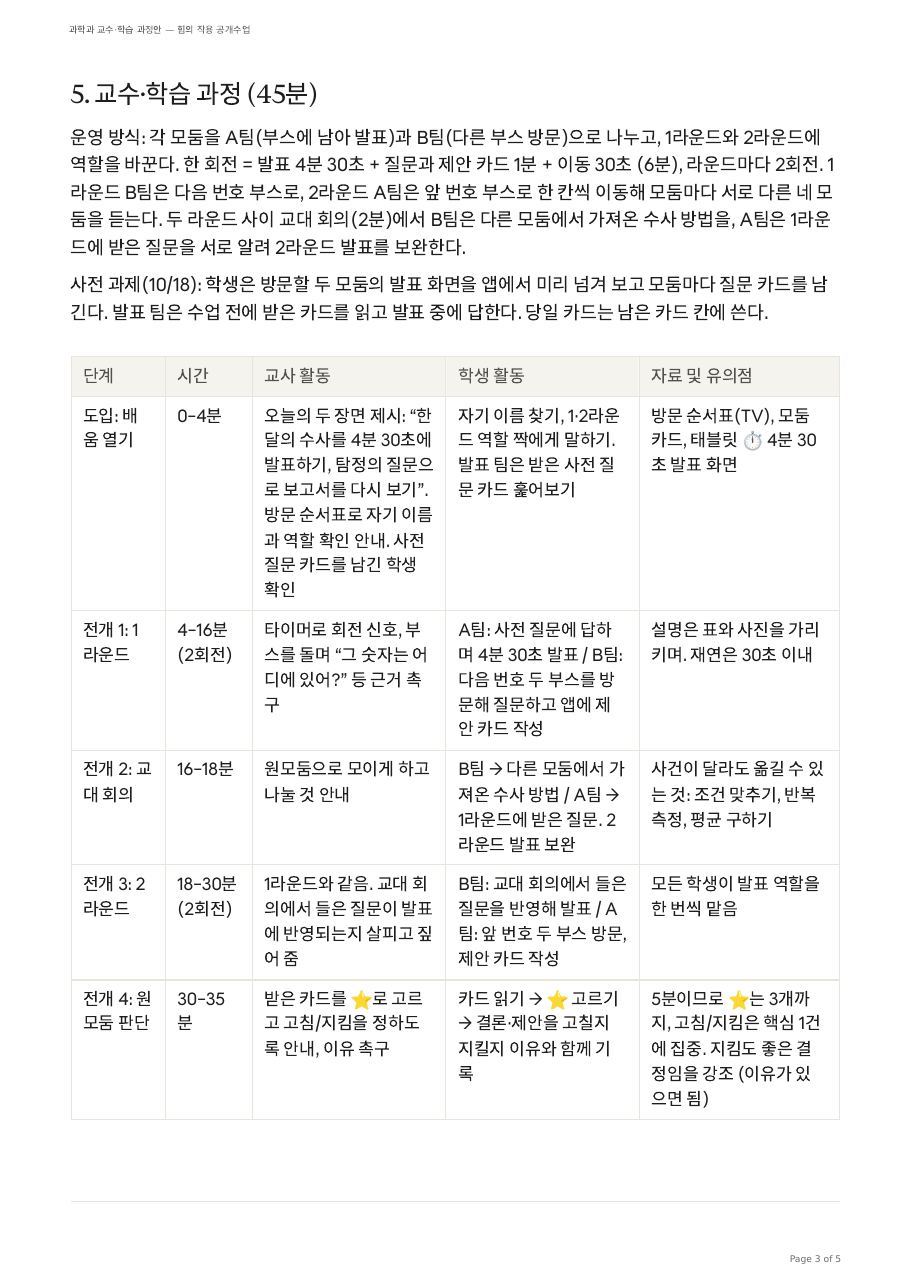 과학과 교수·학습 과정안 — 힘의 작용 공개수업
5. 교수·학습 과정 (45분)
운영 방식: 각 모둠을 A팀(부스에 남아 발표)과 B팀(다른 부스 방문)으로 나누고, 1라운드와 2라운드에
역할을 바꾼다. 한 회전 = 발표 4분 30초 + 질문과 제안 카드 1분 + 이동 30초 (6분), 라운드마다 2회전. 1
라운드 B팀은 다음 번호 부스로, 2라운드 A팀은 앞 번호 부스로 한 칸씩 이동해 모둠마다 서로 다른 네 모
둠을 듣는다. 두 라운드 사이 교대 회의(2분)에서 B팀은 다른 모둠에서 가져온 수사 방법을, A팀은 1라운
드에 받은 질문을 서로 알려 2라운드 발표를 보완한다.
사전 과제(10/18): 학생은 방문할 두 모둠의 발표 화면을 앱에서 미리 넘겨 보고 모둠마다 질문 카드를 남
긴다. 발표 팀은 수업 전에 받은 카드를 읽고 발표 중에 답한다. 당일 카드는 남은 카드 칸에 쓴다.
단계
시간
교사 활동
학생 활동
자료 및 유의점
도입: 배
움 열기
0–4분
오늘의 두 장면 제시: “한
달의 수사를 4분 30초에
발표하기, 탐정의 질문으
로 보고서를 다시 보기”.
방문 순서표로 자기 이름
과 역할 확인 안내. 사전
질문 카드를 남긴 학생
확인
자기 이름 찾기, 1·2라운
드 역할 짝에게 말하기.
발표 팀은 받은 사전 질
문 카드 훑어보기
방문 순서표(TV), 모둠
카드, 태블릿 ⏱️ 4분 30
초 발표 화면
전개 1: 1
라운드
4–16분
(2회전)
타이머로 회전 신호, 부
스를 돌며 “그 숫자는 어
디에 있어?” 등 근거 촉
구
A팀: 사전 질문에 답하
며 4분 30초 발표 / B팀:
다음 번호 두 부스를 방
문해 질문하고 앱에 제
안 카드 작성
설명은 표와 사진을 가리
키며. 재연은 30초 이내
전개 2: 교
대 회의
16–18분
원모둠으로 모이게 하고
나눌 것 안내
B팀 → 다른 모둠에서 가
져온 수사 방법 / A팀 →
1라운드에 받은 질문. 2
라운드 발표 보완
사건이 달라도 옮길 수 있
는 것: 조건 맞추기, 반복
측정, 평균 구하기
전개 3: 2
라운드
18–30분
(2회전)
1라운드와 같음. 교대 회
의에서 들은 질문이 발표
에 반영되는지 살피고 짚
어 줌
B팀: 교대 회의에서 들은
질문을 반영해 발표 / A
팀: 앞 번호 두 부스 방문,
제안 카드 작성
모든 학생이 발표 역할을
한 번씩 맡음
전개 4: 원
모둠 판단
30–35
분
받은 카드를 ⭐로 고르
고 고침/지킴을 정하도
록 안내, 이유 촉구
카드 읽기 → ⭐ 고르기
→ 결론·제안을 고칠지
지킬지 이유와 함께 기
록
5분이므로 ⭐는 3개까
지, 고침/지킴은 핵심 1건
에 집중. 지킴도 좋은 결
정임을 강조 (이유가 있
으면 됨)
Page 3 of 5